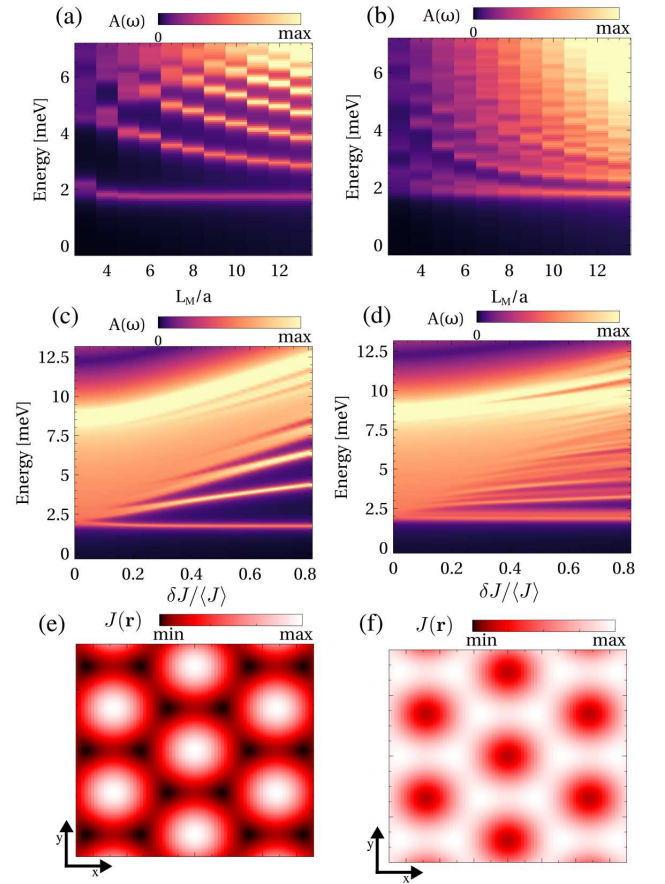 (a) A(ω) 0 max
Energy [meV]
6
4
2
0
4 6 8 10 12
L_M/a
(b) A(ω) 0 max
Energy [meV]
6
4
2
0
4 6 8 10 12
L_M/a
(c) A(ω) 0 max
Energy [meV]
12.5
10
7.5
5
2.5
0
0 0.2 0.4 0.6 0.8
δJ/⟨J⟩
(d) A(ω) 0 max
Energy [meV]
12.5
10
7.5
5
2.5
0
0 0.2 0.4 0.6 0.8
δJ/⟨J⟩
(e) J(r) min max
y
x
(f) J(r) min max
y
x